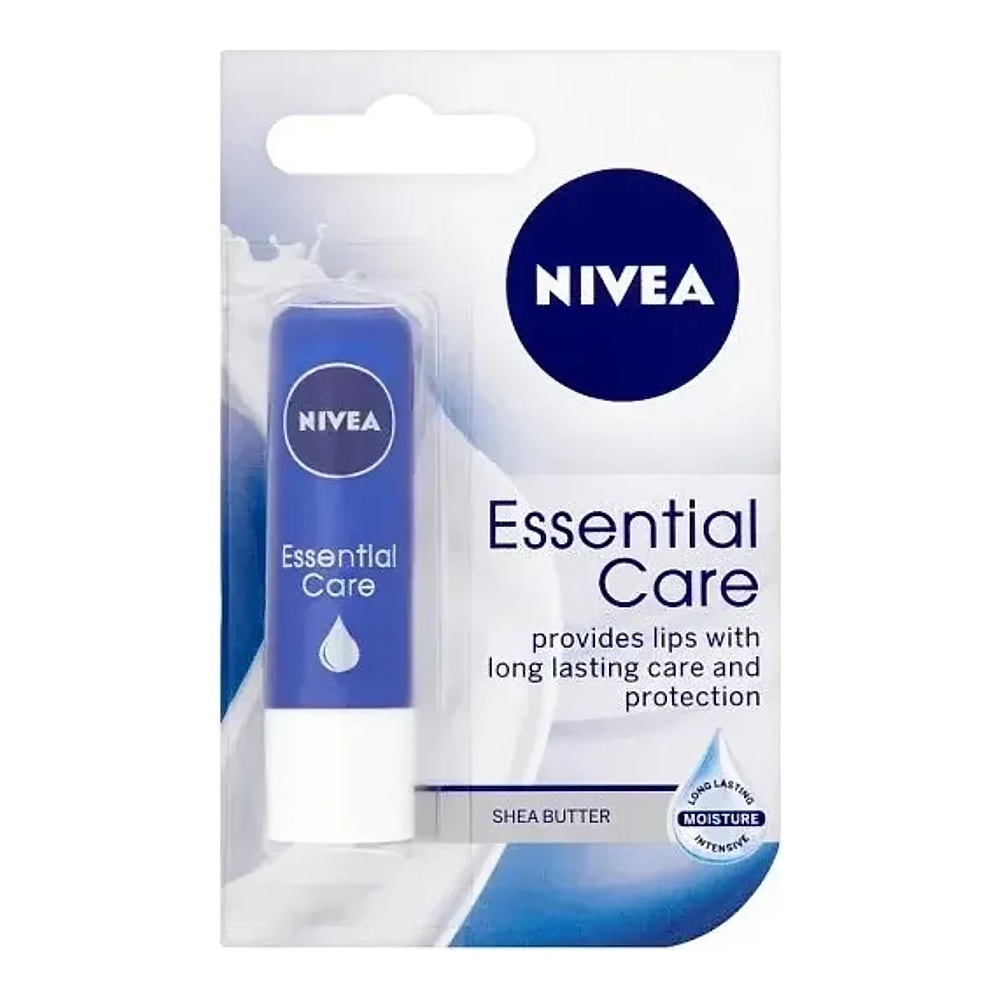 NIVEA
NIVEA
Essential
Care
Essential
Care
provides lips with
long lasting care and
protection
SHEA BUTTER
LONG LASTING
MOISTURE
INTENSIVE